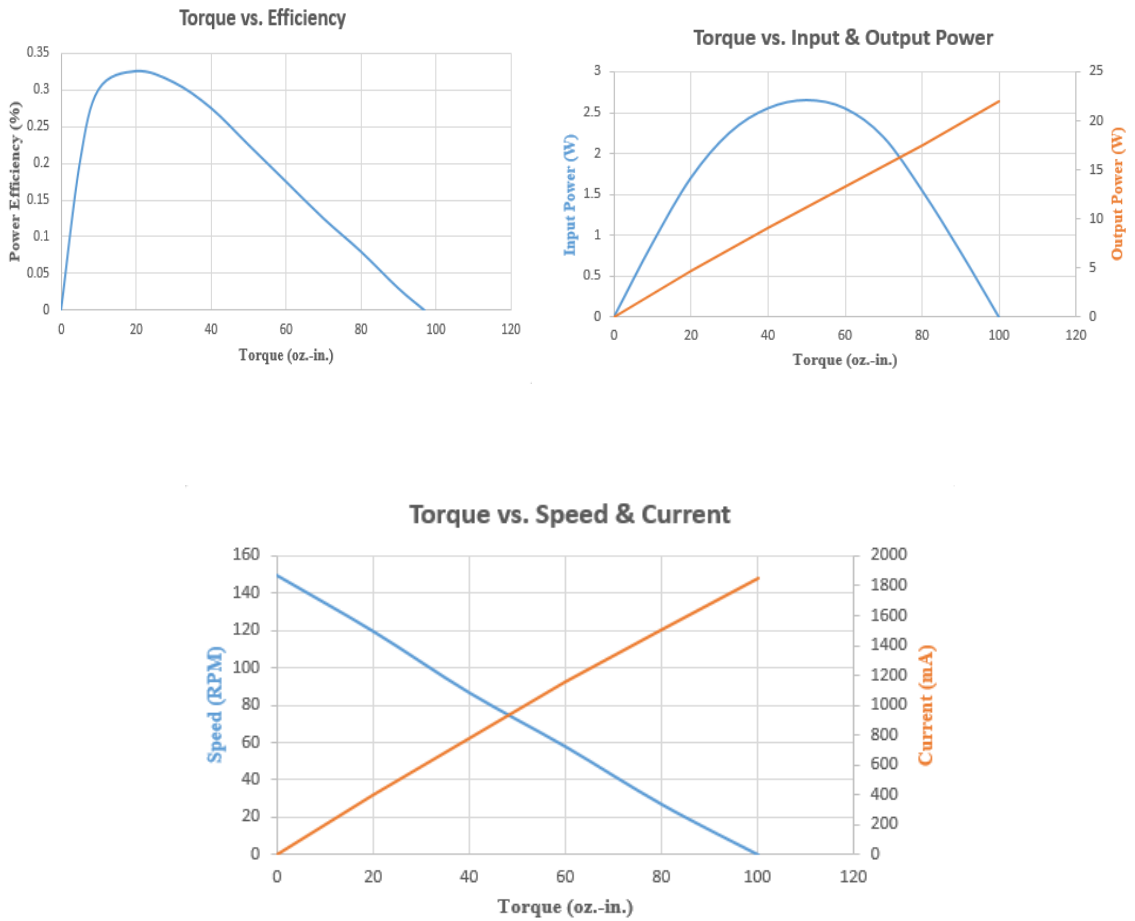 Torque vs. Efficiency
Power Efficiency (%)
0.35
0.3
0.25
0.2
0.15
0.1
0.05
0
0 20 40 60 80 100 120
Torque (oz.-in.)
Torque vs. Input & Output Power
Input Power (W)
3
2.5
2
1.5
1
0.5
0
25
20
15
10
5
0
Output Power (W)
0 20 40 60 80 100 120
Torque (oz.-in.)
Torque vs. Speed & Current
Speed (RPM)
160
140
120
100
80
60
40
20
0
2000
1800
1600
1400
1200
1000
800
600
400
200
0
Current (mA)
0 20 40 60 80 100 120
Torque (oz.-in.)